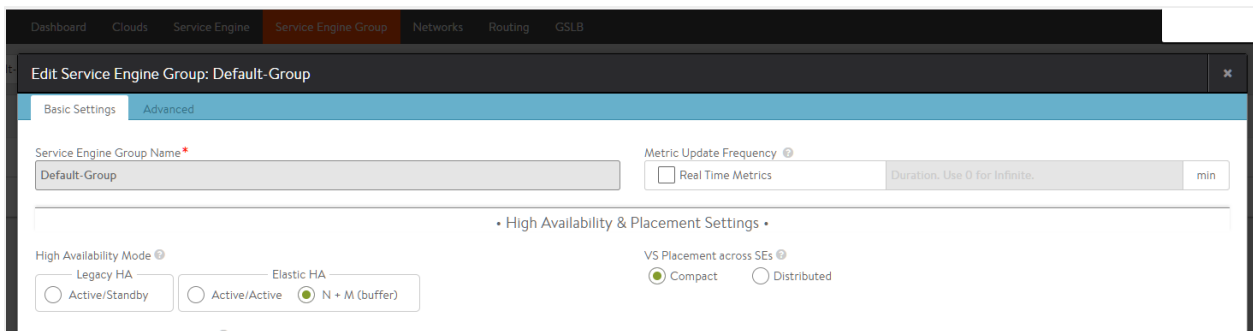 Dashboard Clouds Service Engine Service Engine Group Networks Routing GSLB
Edit Service Engine Group: Default-Group
Basic Settings Advanced
Service Engine Group Name*
Default-Group
Metric Update Frequency
Real Time Metrics Duration. Use 0 for Infinite. min
• High Availability & Placement Settings •
High Availability Mode
Legacy HA
Active/Standby
Elastic HA
Active/Active N + M (buffer)
VS Placement across SEs
Compact Distributed